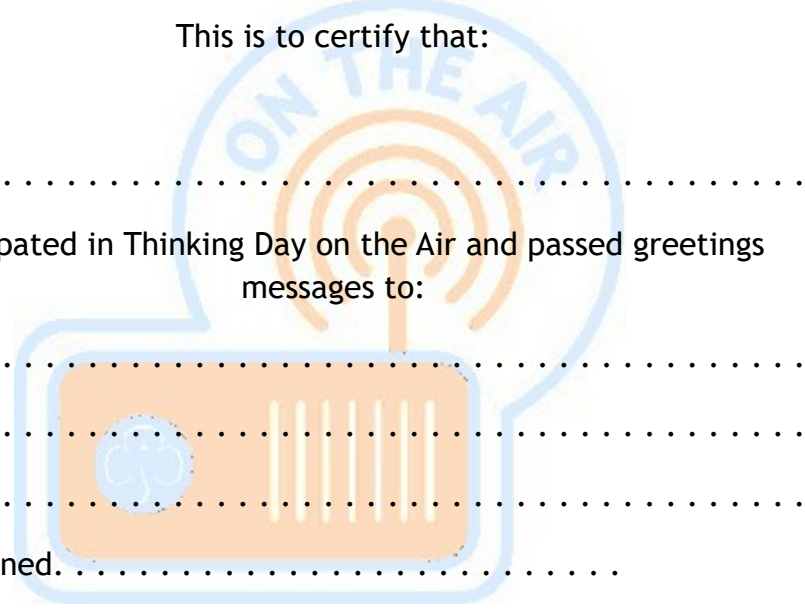 This is to certify that:
ON THE AIR
. . . . . . . . . . . . . . . . . . . . . . . . . . . . . . . . . . . . . .
pated in Thinking Day on the Air and passed greetings
messages to:
. . . . . . . . . . . . . . . . . . . . . . . . . . . . . . . . . . . . . .
. . . . . . . . . . . . . . . . . . . . . . . . . . . . . . . . . . . . . .
. . . . . . . . . . . . . . . . . . . . . . . . . . . . . . . . . . . . . .
ned. . . . . . . . . . . . . . . . . . . . . . . . . . .